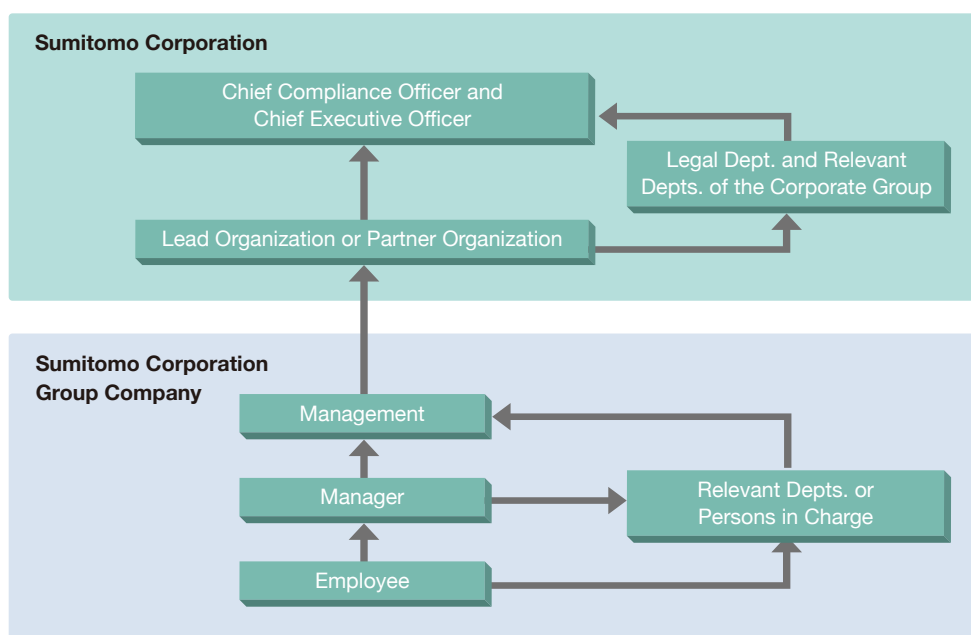 Sumitomo Corporation
Chief Compliance Officer and
Chief Executive Officer
Legal Dept. and Relevant
Depts. of the Corporate Group
Lead Organization or Partner Organization
Sumitomo Corporation
Group Company
Management
Manager
Relevant Depts. or
Persons in Charge
Employee